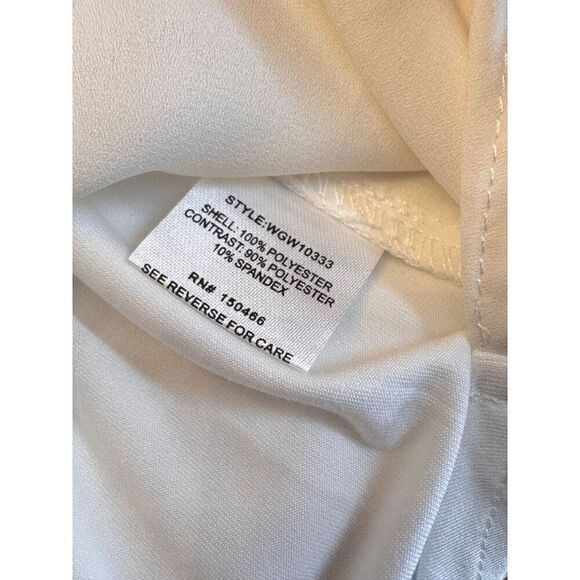 STYLE:WGW10333
SHELL: 100% POLYESTER
CONTRAST: 90% POLYESTER
10% SPANDEX
RN# 150466
SEE REVERSE FOR CARE